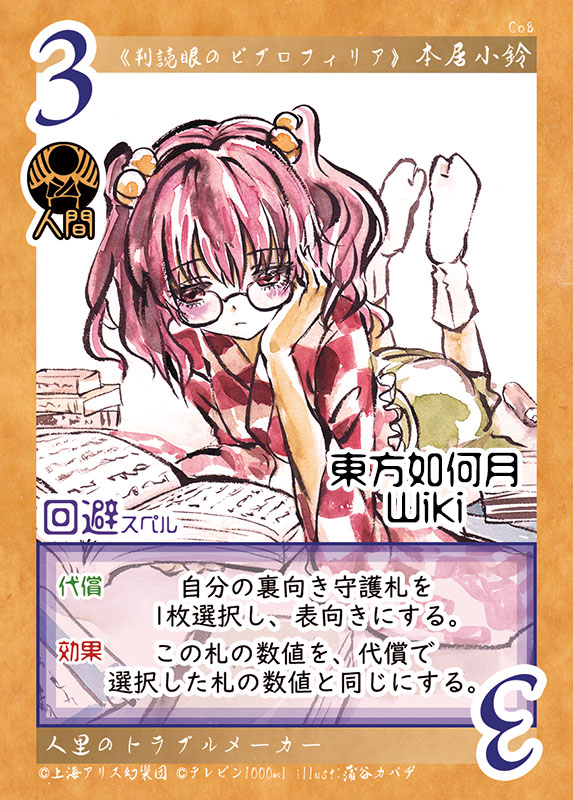 C08
3
《判読眼のビブロフィリア》 本居小鈴
人間
東方如何月
Wiki
回避スペル
代償 自分の裏向き守護札を
1枚選択し、表向きにする。
効果 この札の数値を、代償で
選択した札の数値と同じにする。
3
人里のトラブルメーカー
©上海アリス幻樂団 ©テレピン1000ml illust:蒲谷カバヂ